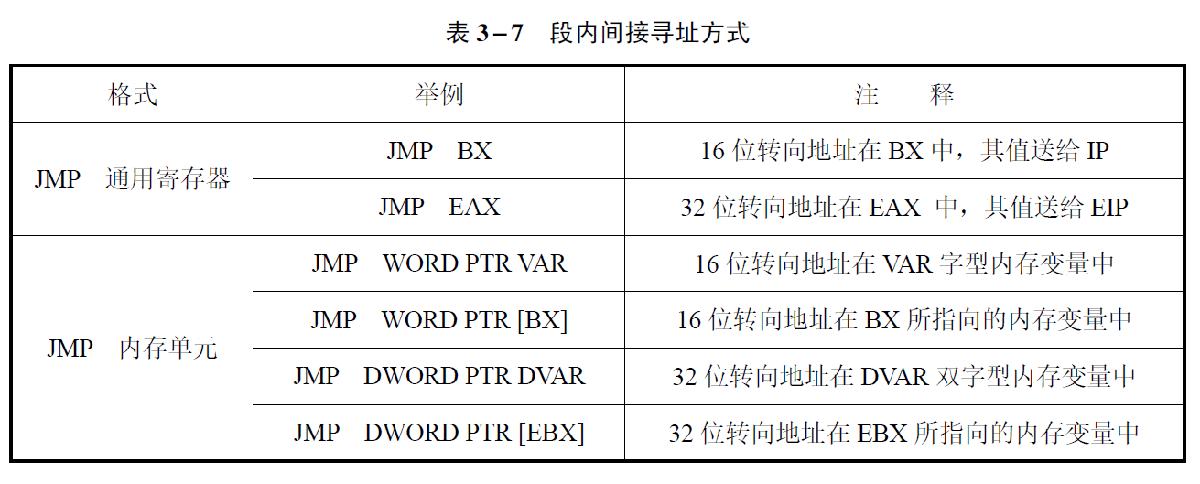 表 3-7 段内间接寻址方式
格式 举例 注 释
JMP 通用寄存器
JMP BX 16 位转向地址在 BX 中，其值送给 IP
JMP EAX 32 位转向地址在 EAX 中，其值送给 EIP
JMP 内存单元
JMP WORD PTR VAR 16 位转向地址在 VAR 字型内存变量中
JMP WORD PTR [BX] 16 位转向地址在 BX 所指向的内存变量中
JMP DWORD PTR DVAR 32 位转向地址在 DVAR 双字型内存变量中
JMP DWORD PTR [EBX] 32 位转向地址在 EBX 所指向的内存变量中